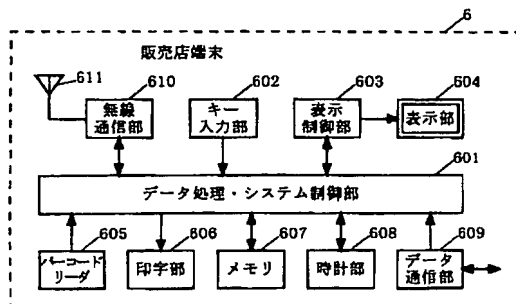 6
販売店端末
611
610
602
603
604
無線
通信部
キー
入力部
表示
制御部
表示部
601
データ処理・システム制御部
605
606
607
608
609
バーコード
リーダ
印字部
メモリ
時計部
データ
通信部